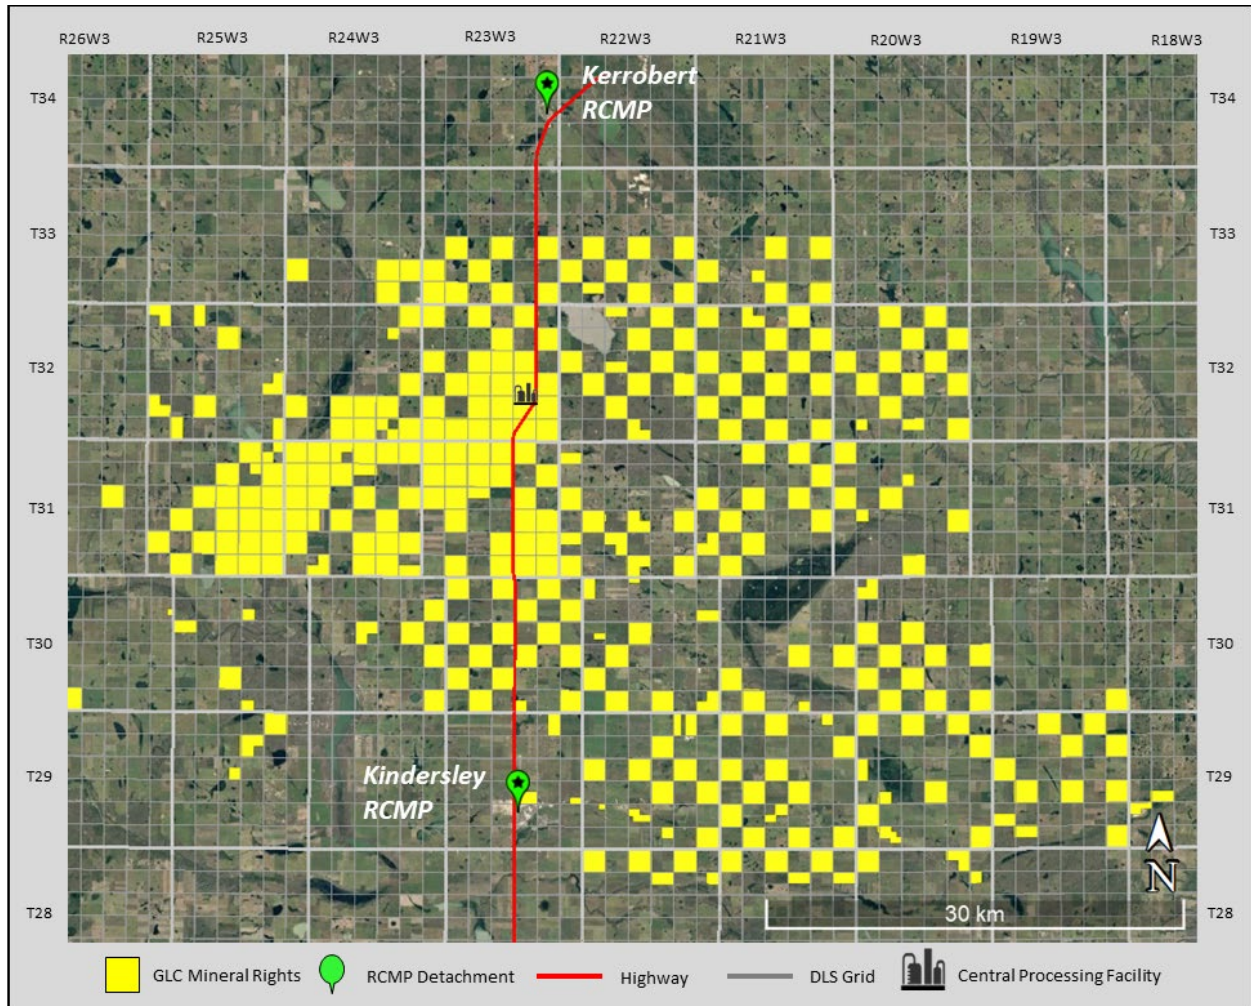 R26W3 R25W3 R24W3 R23W3 R22W3 R21W3 R20W3 R19W3 R18W3
Kerrobert
RCMP
T34 T34
T33 T33
T32 T32
T31 T31
T30 T30
Kindersley
RCMP
T29 T29
N
30 km
T28 T28
GLC Mineral Rights RCMP Detachment Highway DLS Grid Central Processing Facility